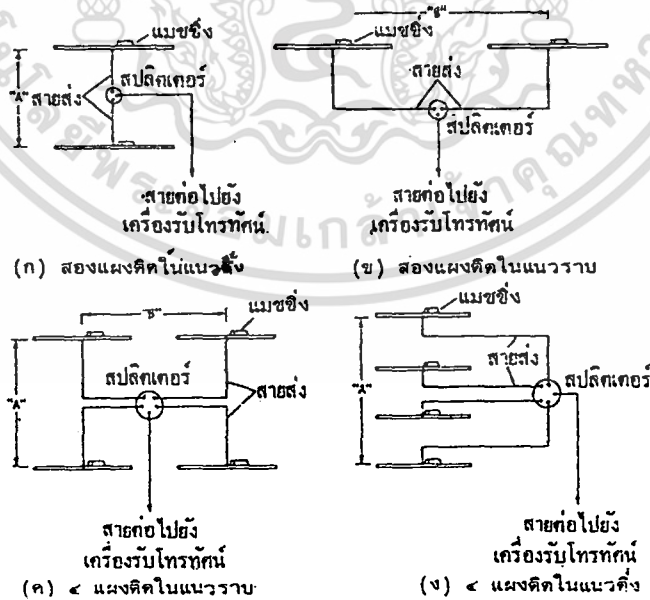 "B"
แมชชิ่ง
แมชชิ่ง
"A"
สายส่ง
สปลิตเตอร์
สายส่ง
สปลิตเตอร์
สายต่อไปยัง
เครื่องรับโทรทัศน์
สายต่อไปยัง
เครื่องรับโทรทัศน์
(ก) สองแผงติดในแนวตั้ง
(ข) สองแผงติดในแนวราบ
"B"
แมชชิ่ง
"A"
สปลิตเตอร์
สายส่ง
แมชชิ่ง
"A"
สายส่ง
สปลิตเตอร์
สายต่อไปยัง
เครื่องรับโทรทัศน์
สายต่อไปยัง
เครื่องรับโทรทัศน์
(ค) ๔ แผงติดในแนวราบ
(ง) ๔ แผงติดในแนวตั้ง